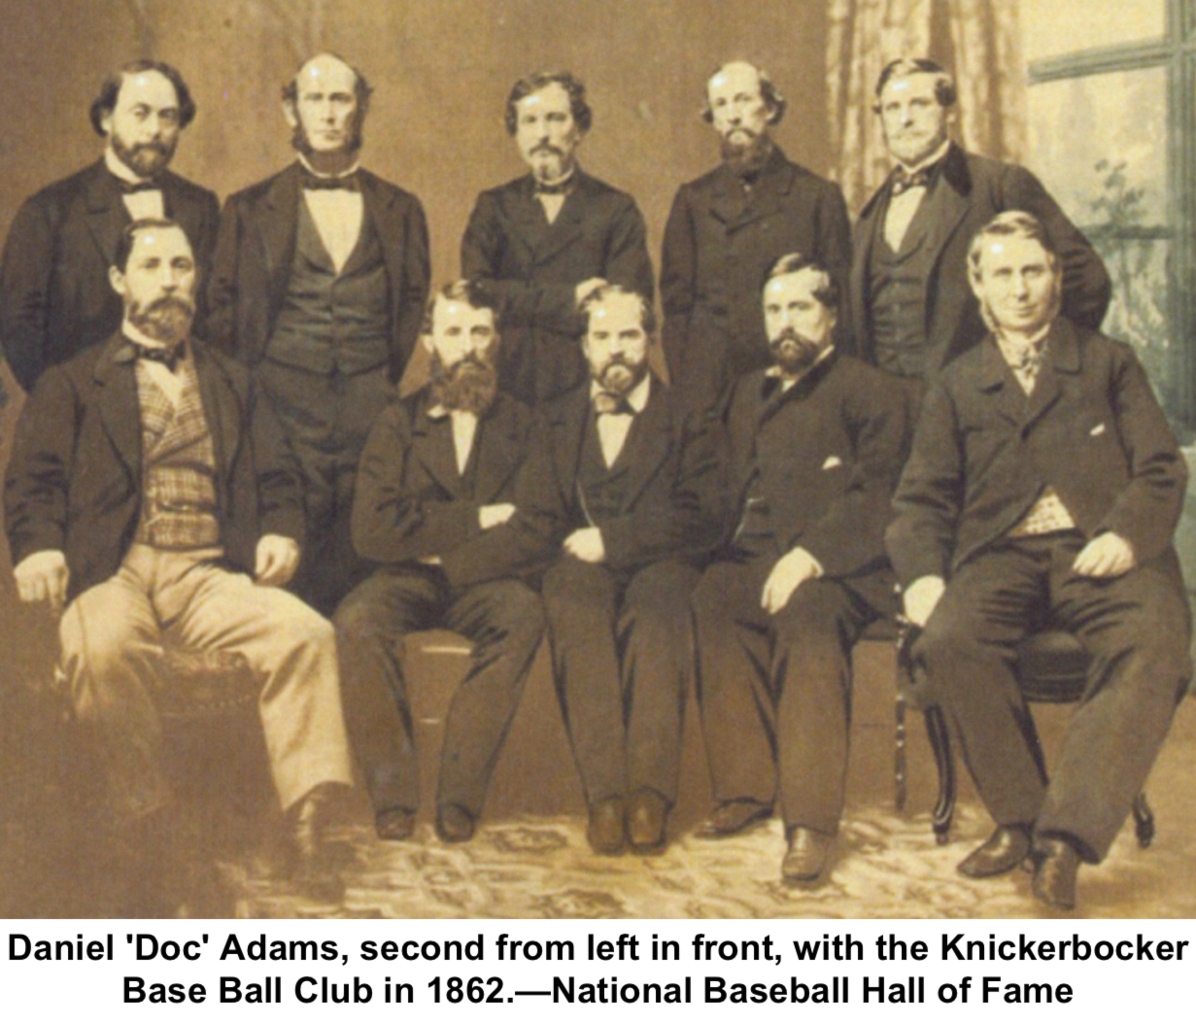 Daniel 'Doc' Adams, second from left in front, with the Knickerbocker
Base Ball Club in 1862.—National Baseball Hall of Fame